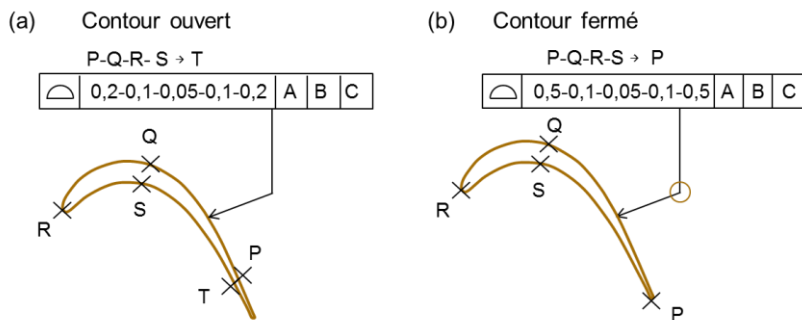 (a) Contour ouvert
P-Q-R- S → T
0,2-0,1-0,05-0,1-0,2 A B C
Q
S
R
P
T
(b) Contour fermé
P-Q-R-S → P
0,5-0,1-0,05-0,1-0,5 A B C
Q
S
R
P